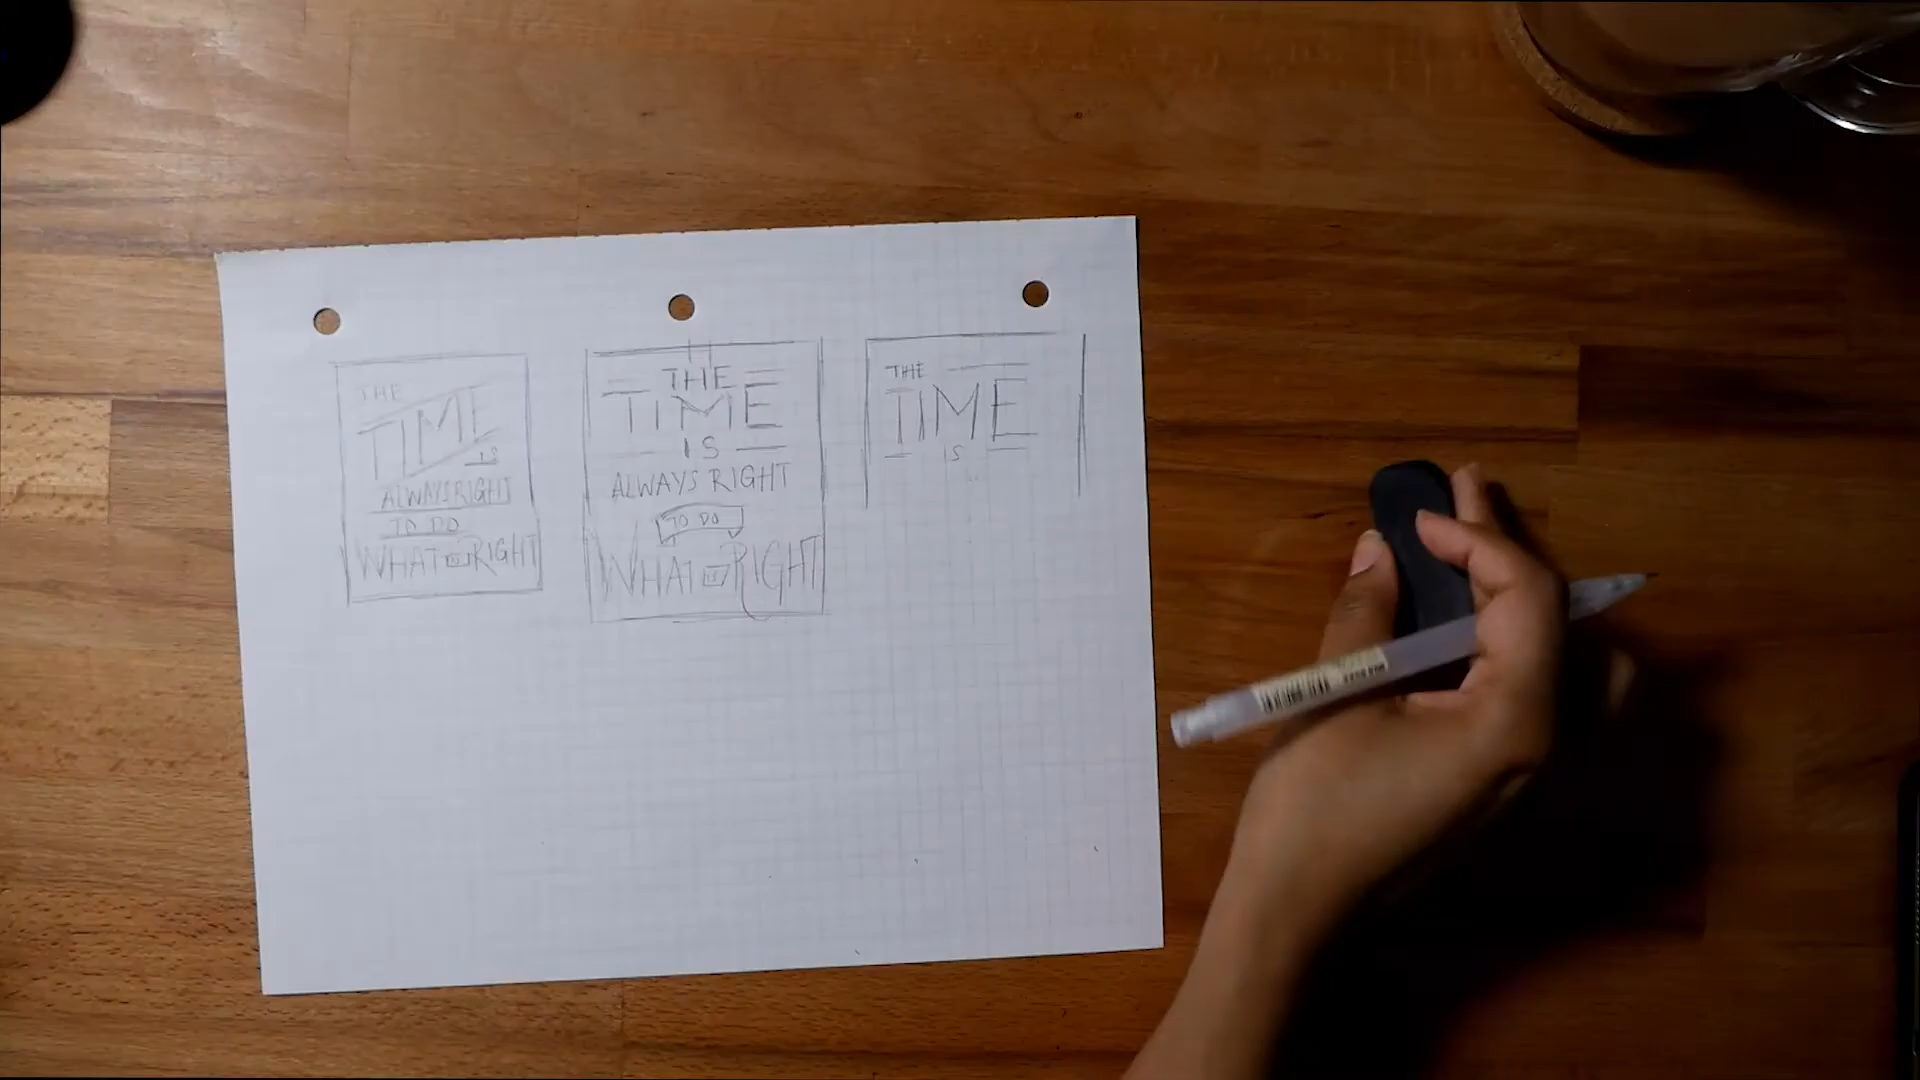 THE
TIME
IS
ALWAYS RIGHT
TO DO
WHAT IS RIGHT
THE
TIME
IS
ALWAYS RIGHT
TO DO
WHAT IS RIGHT
THE
TIME
IS